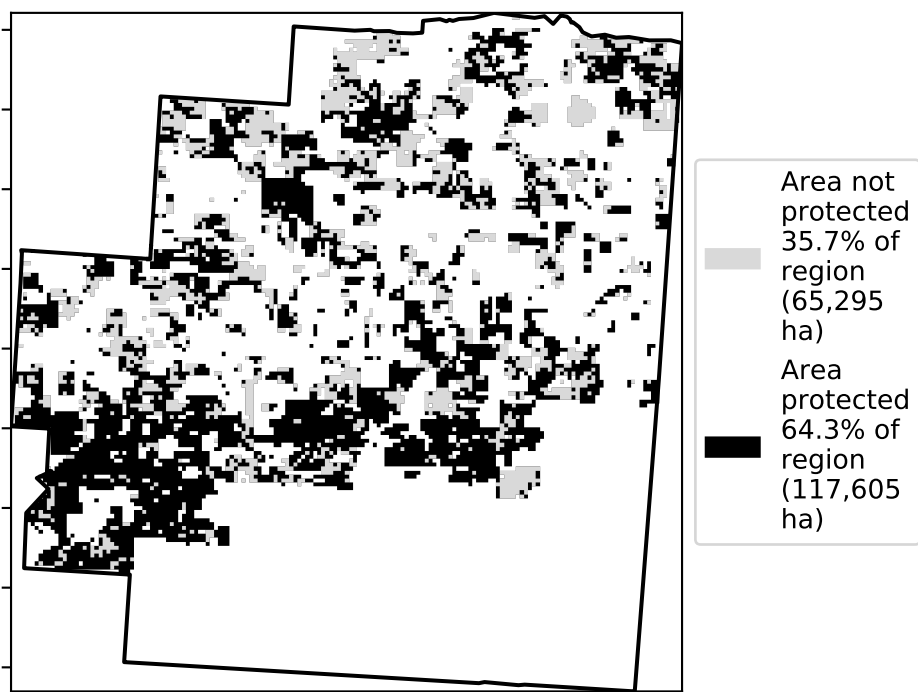 Area not
protected
35.7% of
region
(65,295
ha)
Area
protected
64.3% of
region
(117,605
ha)